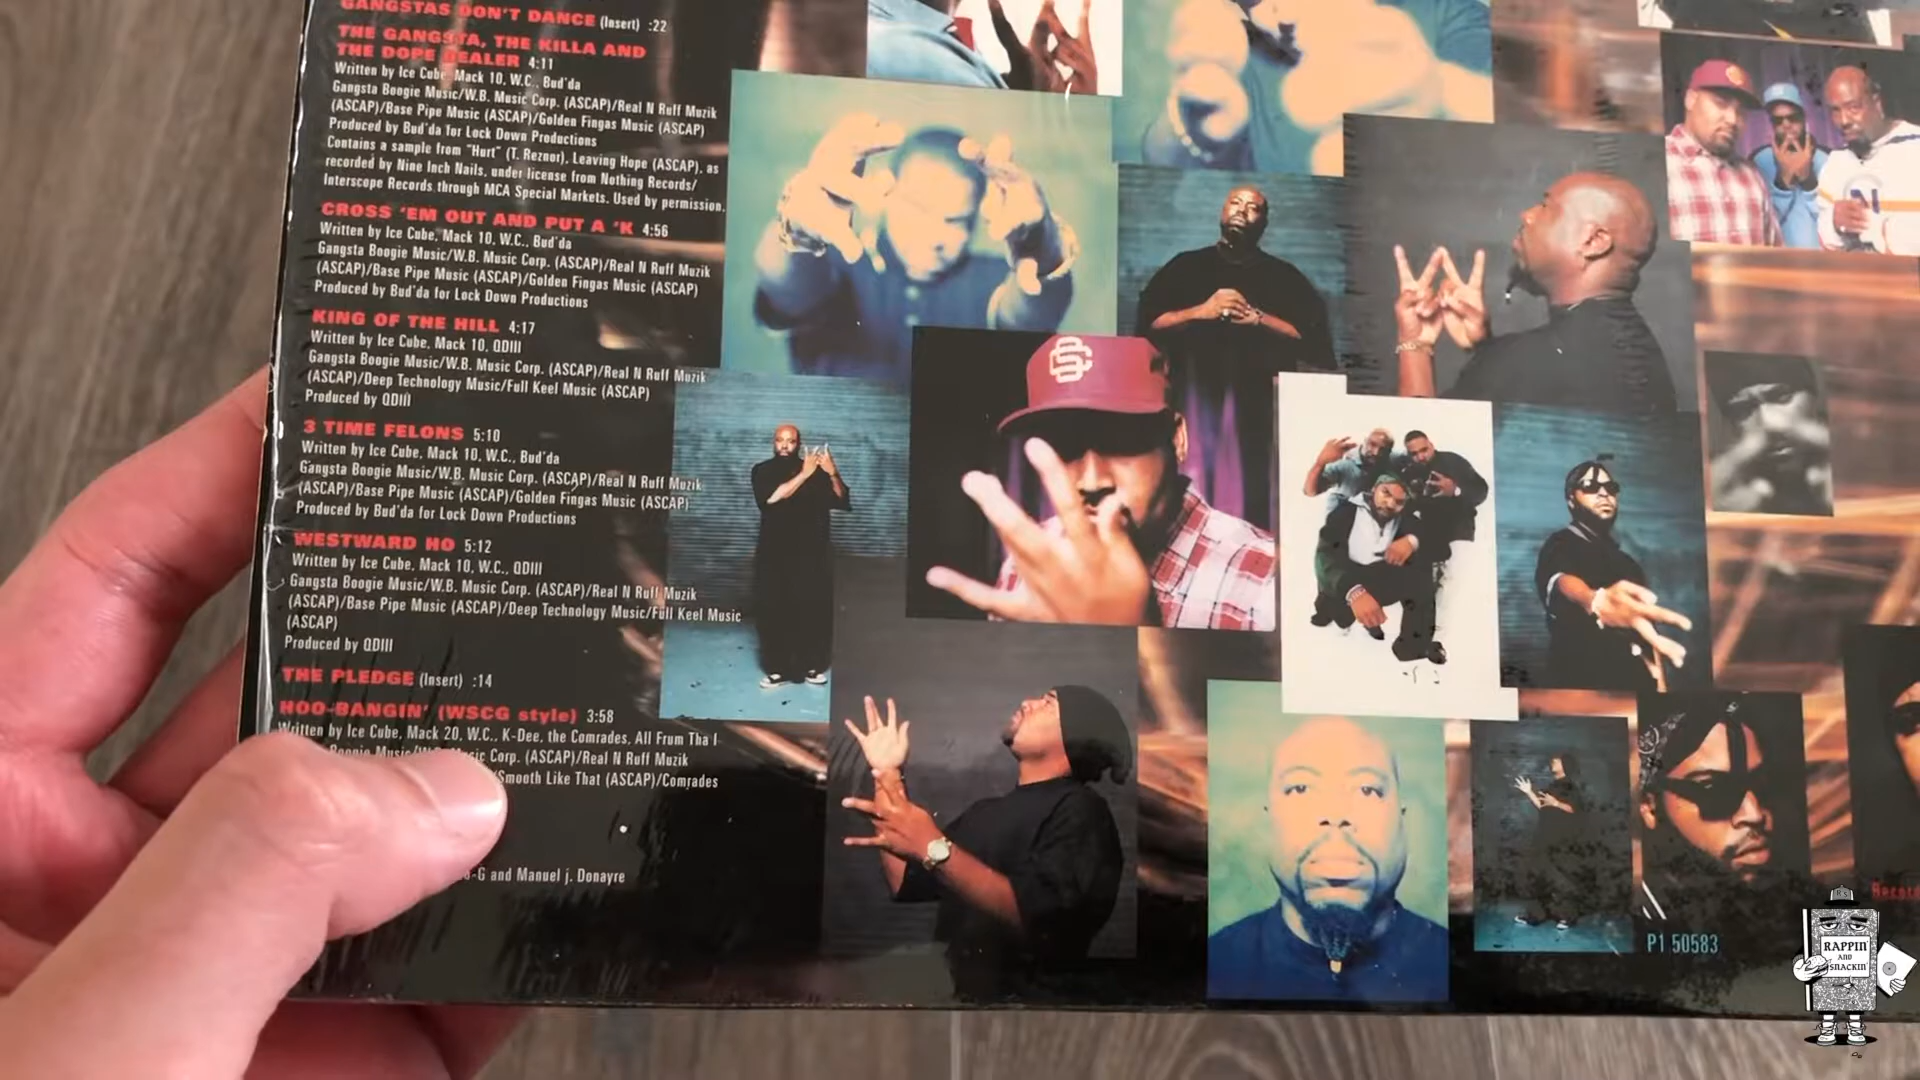 GANGSTAS DON'T DANCE (Insert) :22
THE GANGSTA, THE KILLA AND
THE DOPE DEALER 4:11
Written by Ice Cube, Mack 10, W.C., Bud'da
Gangsta Boogie Music/W.B. Music Corp. (ASCAP)/Real N Ruff Muzik
(ASCAP)/Base Pipe Music (ASCAP)/Golden Fingas Music (ASCAP)
Produced by Bud'da for Lock Down Productions
Contains a sample from "Hurt" (T. Reznor), Leaving Hope (ASCAP), as
recorded by Nine Inch Nails, under license from Nothing Records/
Interscope Records through MCA Special Markets. Used by permission.
CROSS 'EM OUT AND PUT A 'K 4:56
Written by Ice Cube, Mack 10, W.C., Bud'da
Gangsta Boogie Music/W.B. Music Corp. (ASCAP)/Real N Ruff Muzik
(ASCAP)/Base Pipe Music (ASCAP)/Golden Fingas Music (ASCAP)
Produced by Bud'da for Lock Down Productions
KING OF THE HILL 4:17
Written by Ice Cube, Mack 10, QDIII
Gangsta Boogie Music/W.B. Music Corp. (ASCAP)/Real N Ruff Muzik
(ASCAP)/Deep Technology Music/Full Keel Music (ASCAP)
Produced by QDIII
3 TIME FELONS 5:10
Written by Ice Cube, Mack 10, W.C., Bud'da
Gangsta Boogie Music/W.B. Music Corp. (ASCAP)/Real N Ruff Muzik
(ASCAP)/Base Pipe Music (ASCAP)/Golden Fingas Music (ASCAP)
Produced by Bud'da for Lock Down Productions
WESTWARD HO 5:12
Written by Ice Cube, Mack 10, W.C., QDIII
Gangsta Boogie Music/W.B. Music Corp. (ASCAP)/Real N Ruff Muzik
(ASCAP)/Base Pipe Music (ASCAP)/Deep Technology Music/Full Keel Music
(ASCAP)
Produced by QDIII
THE PLEDGE (Insert) :14
HOO-BANGIN' (WSCG style) 3:58
Written by Ice Cube, Mack 20, W.C., K-Dee, the Comrades, All Frum Tha I
Boogie Music/W.B. Music Corp. (ASCAP)/Real N Ruff Muzik
/Smooth Like That (ASCAP)/Comrades
-G and Manuel j. Donayre
P1 50583
RAPPIN'
AND
SNACKIN'